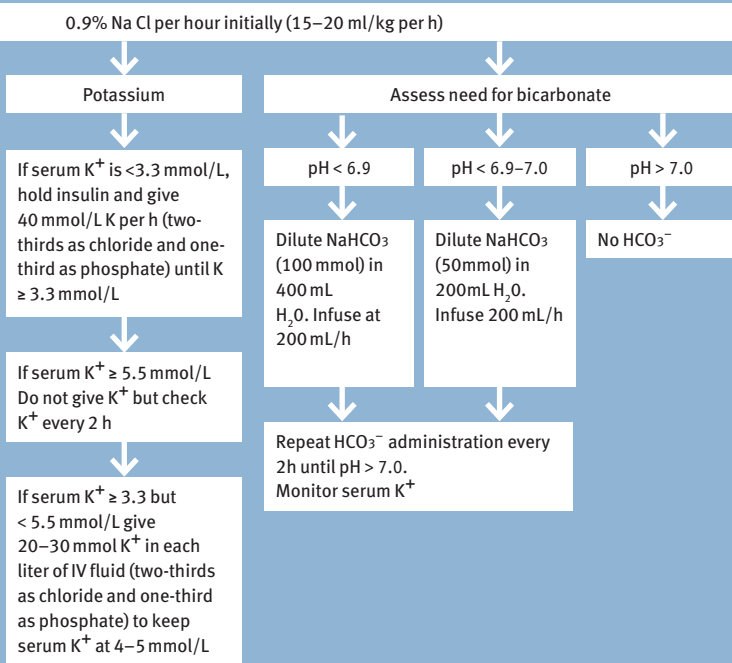 0.9% Na Cl per hour initially (15–20 ml/kg per h)
Potassium
If serum K⁺ is <3.3 mmol/L,
hold insulin and give
40 mmol/L K per h (two-
thirds as chloride and one-
third as phosphate) until K
≥ 3.3 mmol/L
If serum K⁺ ≥ 5.5 mmol/L
Do not give K⁺ but check
K⁺ every 2 h
If serum K⁺ ≥ 3.3 but
< 5.5 mmol/L give
20–30 mmol K⁺ in each
liter of IV fluid (two-thirds
as chloride and one-third
as phosphate) to keep
serum K⁺ at 4–5 mmol/L
Assess need for bicarbonate
pH < 6.9
Dilute NaHCO₃
(100 mmol) in
400 mL
H₂0. Infuse at
200 mL/h
pH < 6.9–7.0
Dilute NaHCO₃
(50mmol) in
200mL H₂0.
Infuse 200 mL/h
pH > 7.0
No HCO₃⁻
Repeat HCO₃⁻ administration every
2h until pH > 7.0.
Monitor serum K⁺